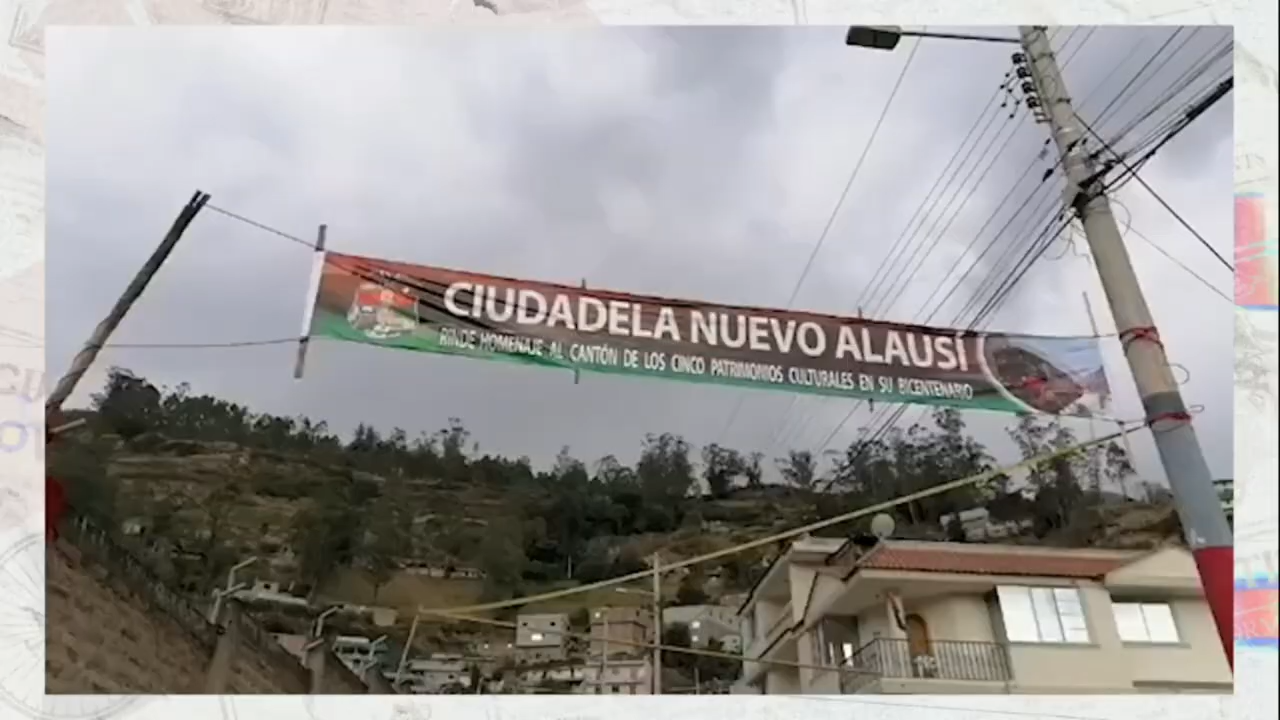 CIUDADELA NUEVO ALAUSÍ
RINDE HOMENAJE AL CANTÓN DE LOS CINCO PATRIMONIOS CULTURALES EN SU BICENTENARIO